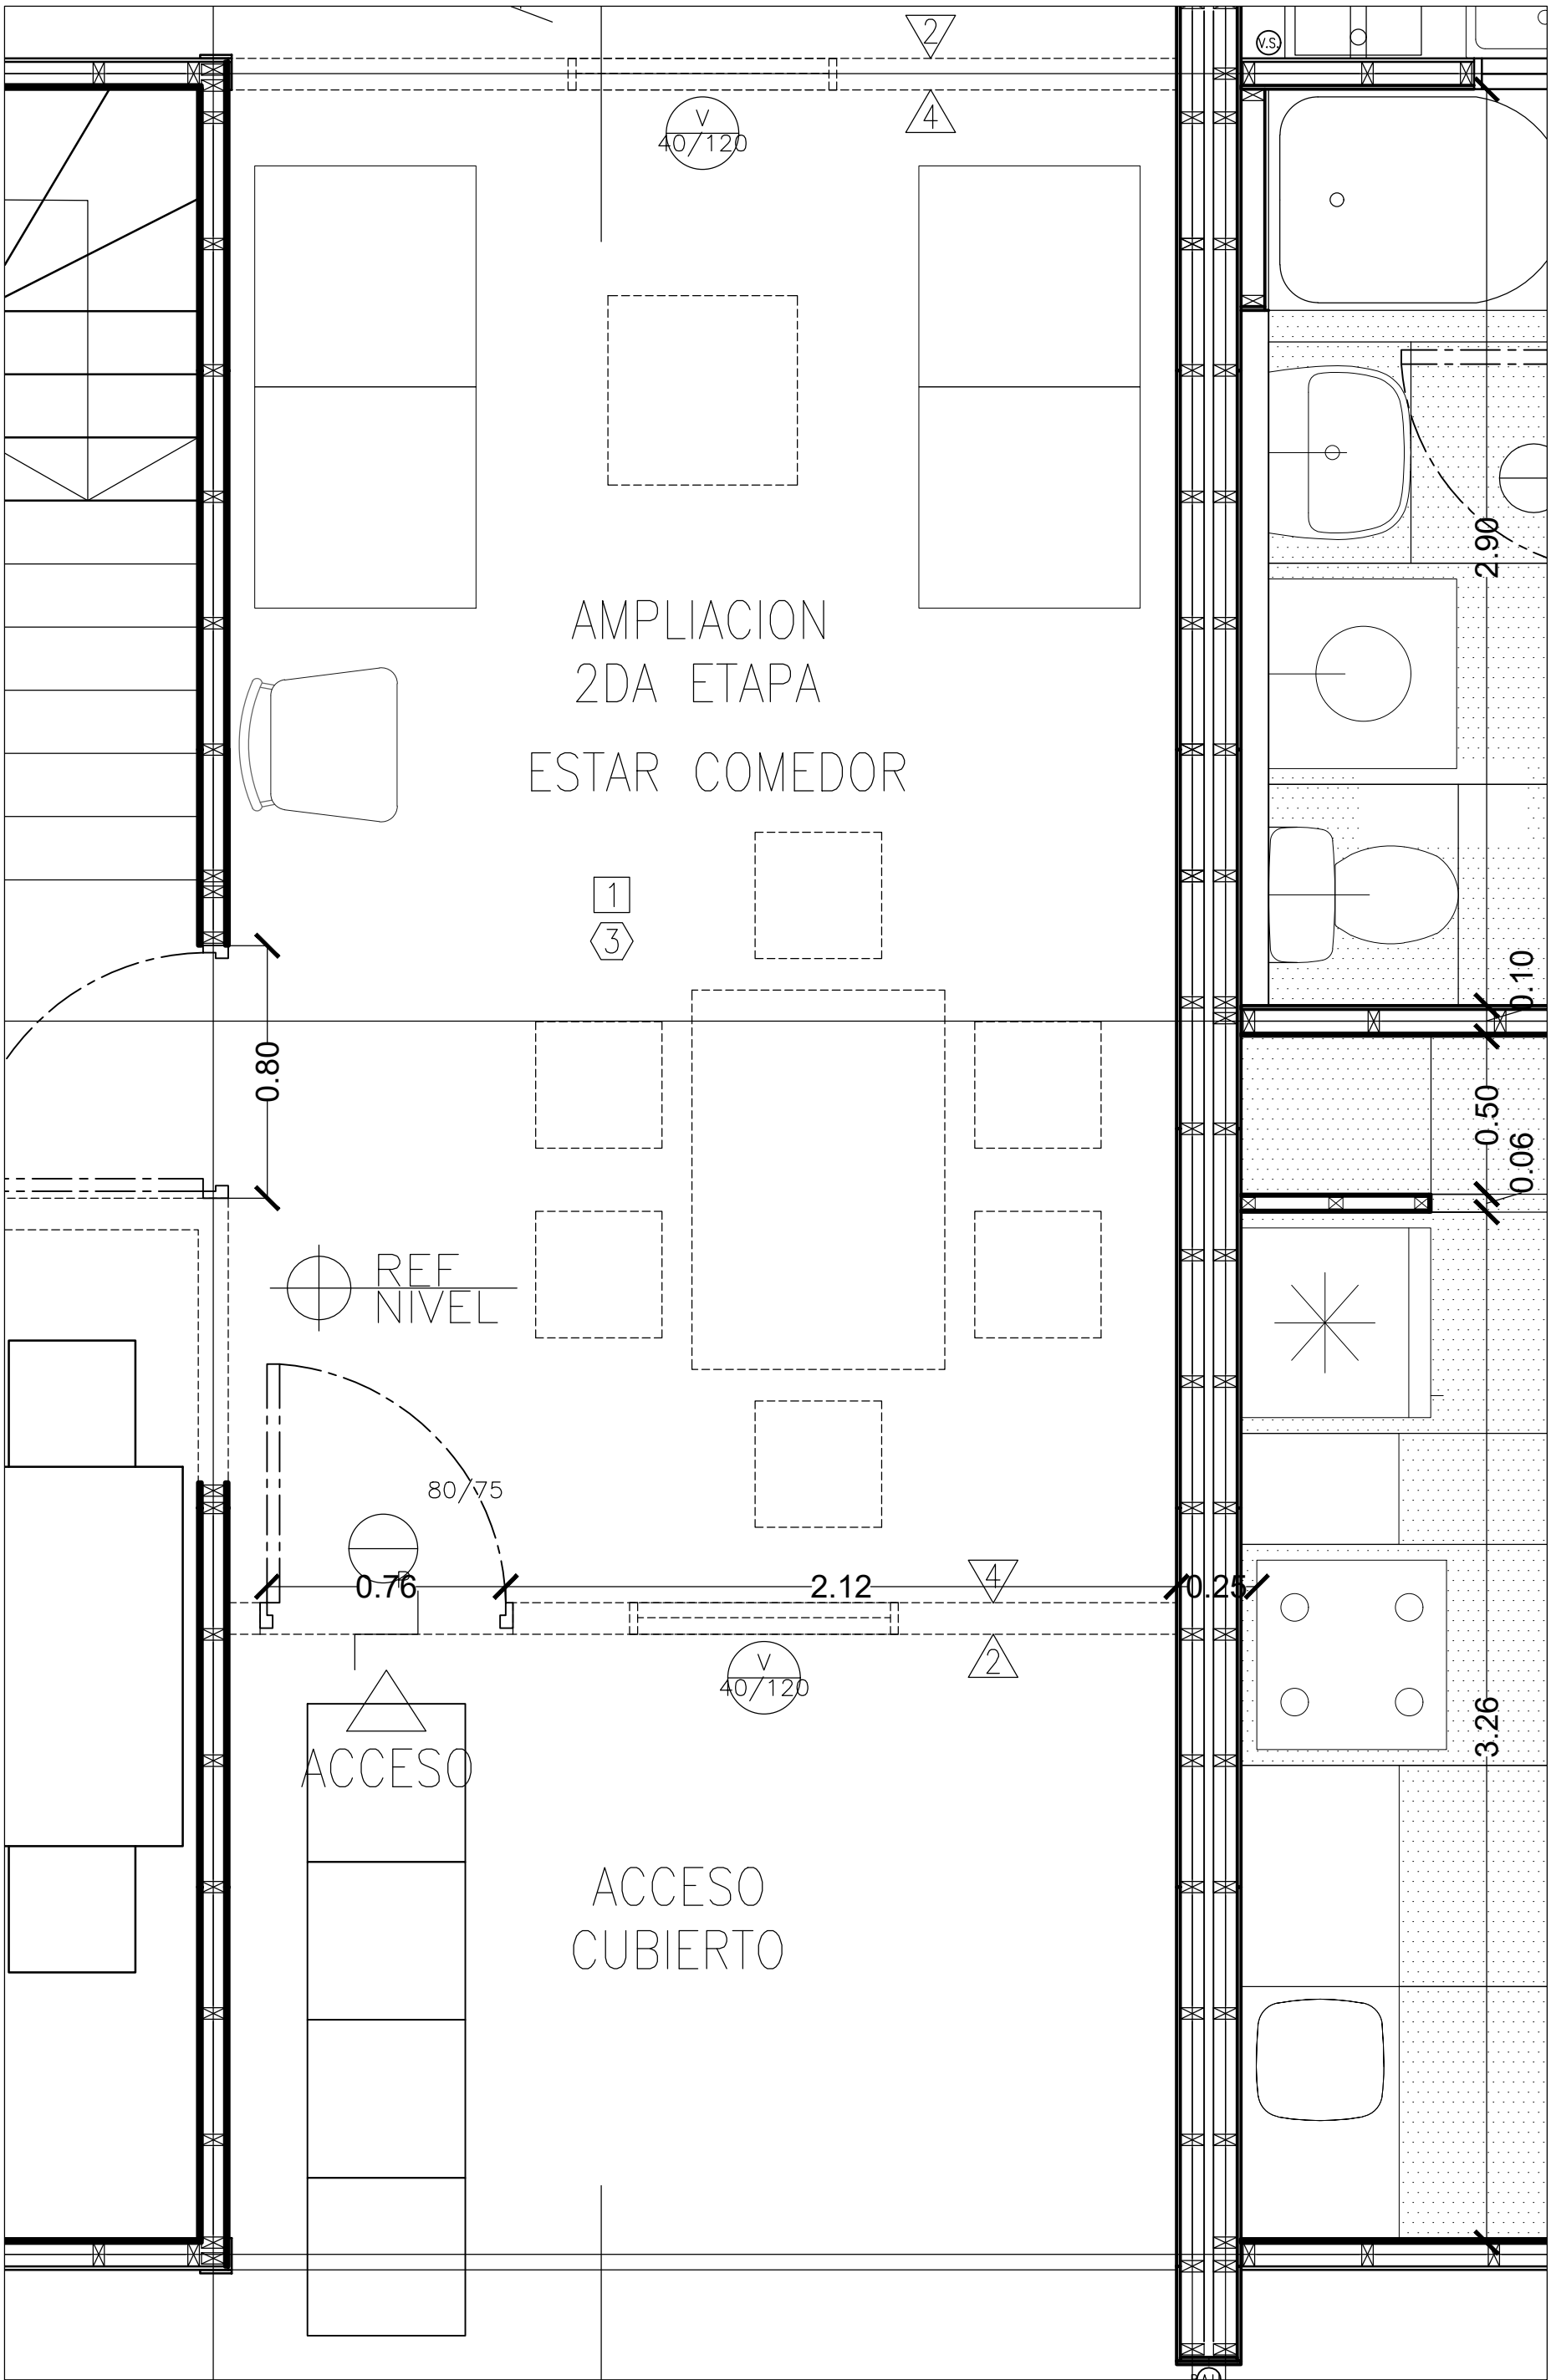 2
V.S.
4
V
40/120
2.90
AMPLIACION
2DA ETAPA
ESTAR COMEDOR
1
3
0.10
0.80
0.50
0.06
REF
NIVEL
80/75
P
0.76
2.12
4
0.25
2
V
40/120
3.26
ACCESO
ACCESO
CUBIERTO